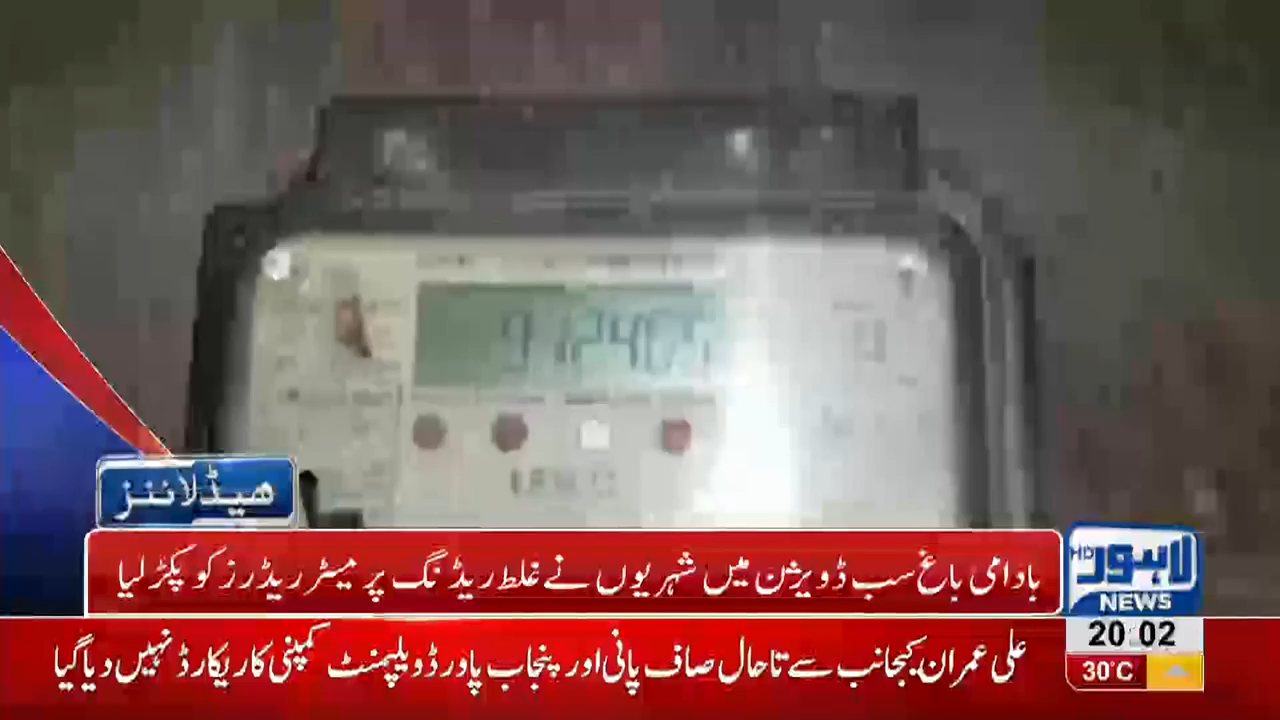 ھیڈلائنز
بادامی باغ سب ڈویژن میں شہریوں نے غلط ریڈنگ پر میٹر ریڈرز کو پکڑ لیا
لاہور HD
NEWS
20:02
30°C
علی عمران کیجانب سے تاحال صاف پانی اور پنجاب پاور ڈویلپمنٹ کمپنی کا ریکارڈ نہیں دیا گیا